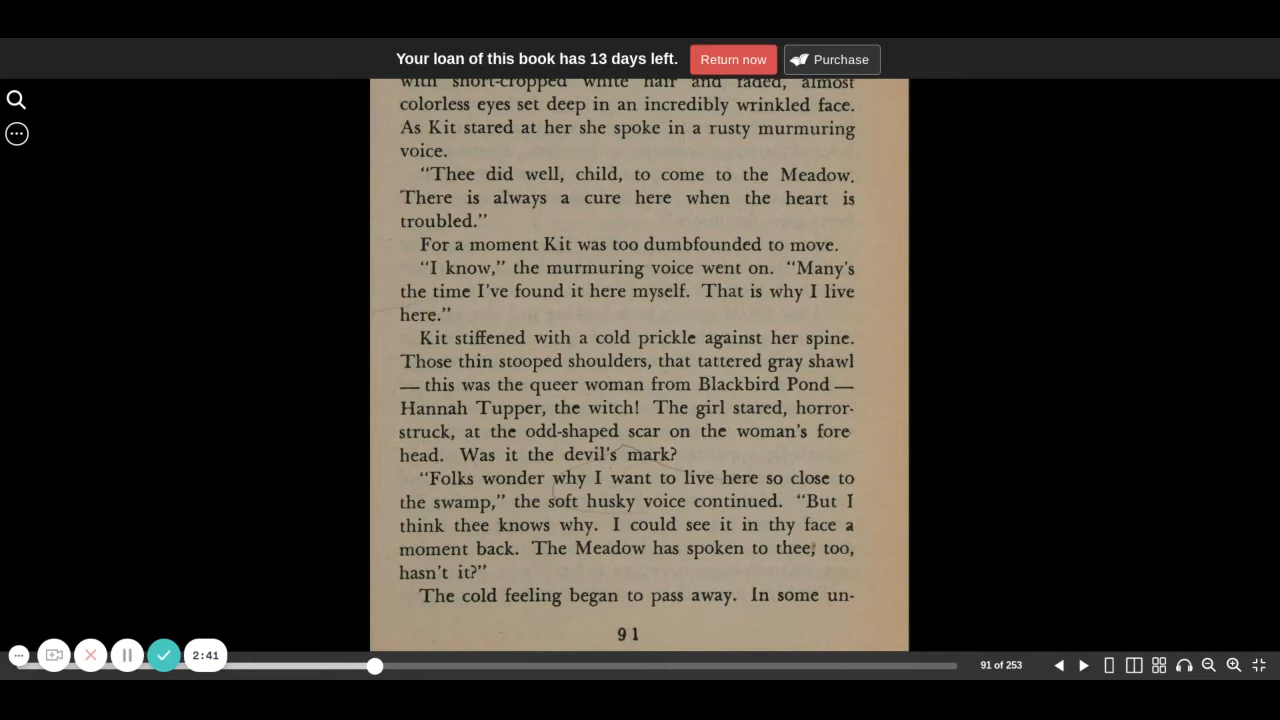 Your loan of this book has 13 days left.
Return now
Purchase
with short-cropped white hair and faded, almost
colorless eyes set deep in an incredibly wrinkled face.
As Kit stared at her she spoke in a rusty murmuring
voice.
“Thee did well, child, to come to the Meadow.
There is always a cure here when the heart is
troubled.”
For a moment Kit was too dumbfounded to move.
“I know,” the murmuring voice went on. “Many’s
the time I’ve found it here myself. That is why I live
here.”
Kit stiffened with a cold prickle against her spine.
Those thin stooped shoulders, that tattered gray shawl
— this was the queer woman from Blackbird Pond —
Hannah Tupper, the witch! The girl stared, horror-
struck, at the odd-shaped scar on the woman’s fore
head. Was it the devil’s mark?
“Folks wonder why I want to live here so close to
the swamp,” the soft husky voice continued. “But I
think thee knows why. I could see it in thy face a
moment back. The Meadow has spoken to thee, too,
hasn’t it?”
The cold feeling began to pass away. In some un-
91
2:41
91 of 253